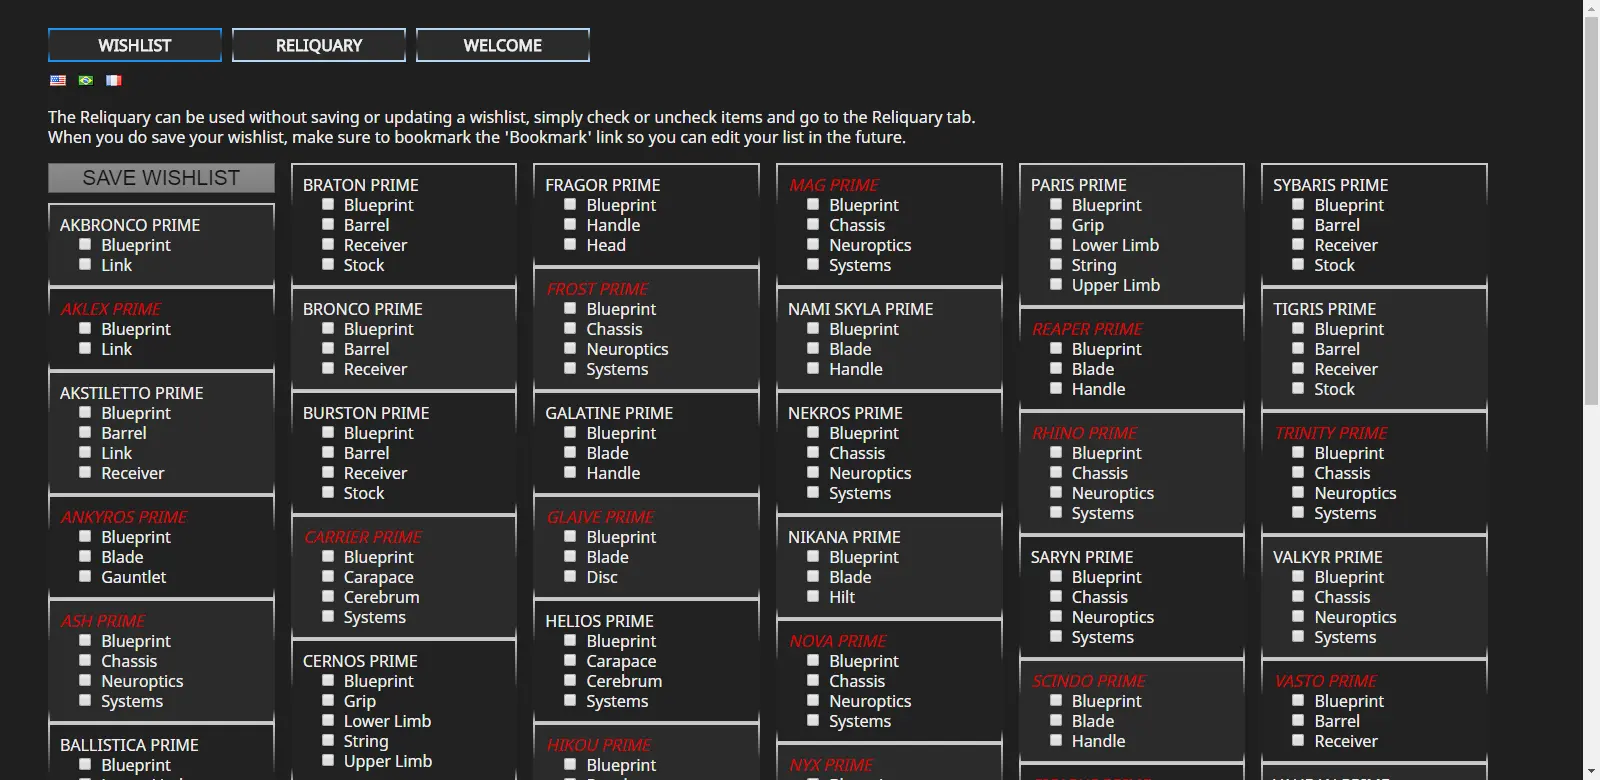 WISHLIST
RELIQUARY
WELCOME
The Reliquary can be used without saving or updating a wishlist, simply check or uncheck items and go to the Reliquary tab.
When you do save your wishlist, make sure to bookmark the 'Bookmark' link so you can edit your list in the future.
SAVE WISHLIST
AKBRONCO PRIME
Blueprint
Link
AKLEX PRIME
Blueprint
Link
AKSTILETTO PRIME
Blueprint
Barrel
Link
Receiver
ANKYROS PRIME
Blueprint
Blade
Gauntlet
ASH PRIME
Blueprint
Chassis
Neuroptics
Systems
BALLISTICA PRIME
Blueprint
BRATON PRIME
Blueprint
Barrel
Receiver
Stock
BRONCO PRIME
Blueprint
Barrel
Receiver
BURSTON PRIME
Blueprint
Barrel
Receiver
Stock
CARRIER PRIME
Blueprint
Carapace
Cerebrum
Systems
CERNOS PRIME
Blueprint
Grip
Lower Limb
String
Upper Limb
FRAGOR PRIME
Blueprint
Handle
Head
FROST PRIME
Blueprint
Chassis
Neuroptics
Systems
GALATINE PRIME
Blueprint
Blade
Handle
GLAIVE PRIME
Blueprint
Blade
Disc
HELIOS PRIME
Blueprint
Carapace
Cerebrum
Systems
HIKOU PRIME
Blueprint
MAG PRIME
Blueprint
Chassis
Neuroptics
Systems
NAMI SKYLA PRIME
Blueprint
Blade
Handle
NEKROS PRIME
Blueprint
Chassis
Neuroptics
Systems
NIKANA PRIME
Blueprint
Blade
Hilt
NOVA PRIME
Blueprint
Chassis
Neuroptics
Systems
NYX PRIME
PARIS PRIME
Blueprint
Grip
Lower Limb
String
Upper Limb
REAPER PRIME
Blueprint
Blade
Handle
RHINO PRIME
Blueprint
Chassis
Neuroptics
Systems
SARYN PRIME
Blueprint
Chassis
Neuroptics
Systems
SCINDO PRIME
Blueprint
Blade
Handle
SYBARIS PRIME
Blueprint
Barrel
Receiver
Stock
TIGRIS PRIME
Blueprint
Barrel
Receiver
Stock
TRINITY PRIME
Blueprint
Chassis
Neuroptics
Systems
VALKYR PRIME
Blueprint
Chassis
Neuroptics
Systems
VASTO PRIME
Blueprint
Barrel
Receiver